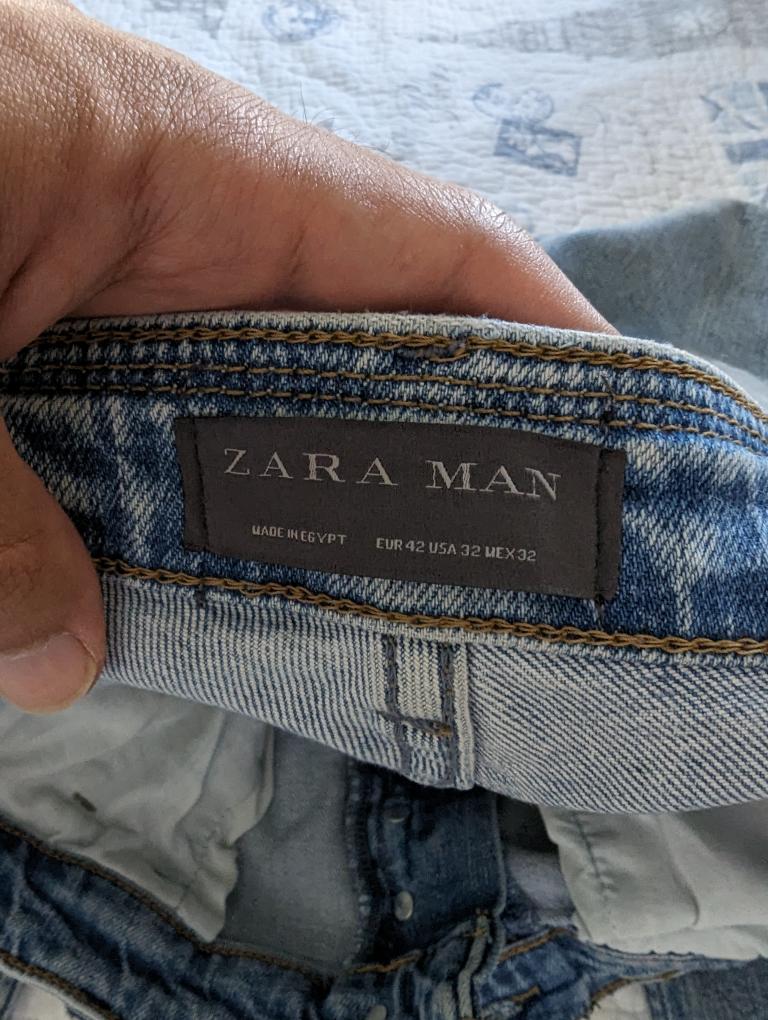 ZARA MAN
MADE IN EGYPT EUR 42 USA 32 MEX 32